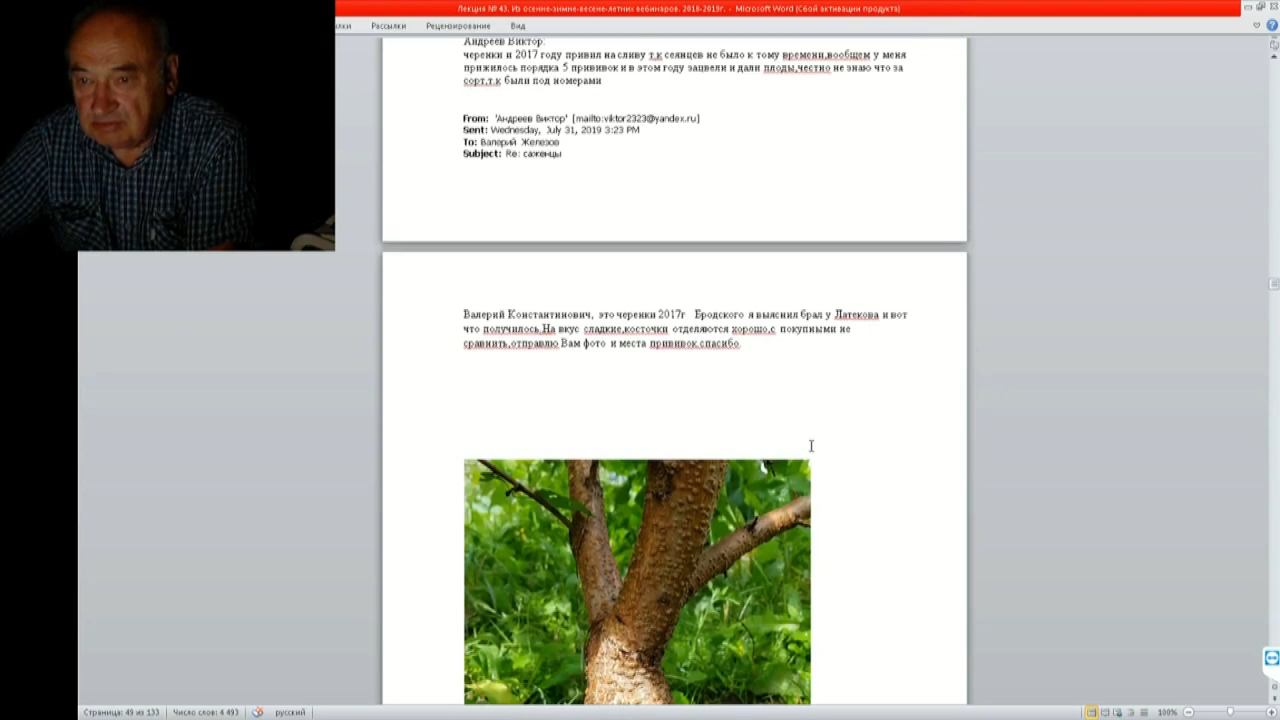 Лекция № 43. Из осенне-зимне-весене-летних вебинаров. 2018-2019г. - Microsoft Word (Сбой активации продукта)
лки Рассылки Рецензирование Вид
Андреев Виктор.
черенки и 2017 году привил на сливу т,к сеянцев не было к тому времени,вообщем у меня
прижилось порядка 5 прививок и в этом году зацвели и дали плоды,честно не знаю что за
сорт,т.к были под номерами
From: 'Андреев Виктор' [mailto:viktor2323@yandex.ru]
Sent: Wednesday, July 31, 2019 3:23 PM
To: Валерий Железов
Subject: Re: саженцы
Валерий Константинович, это черенки 2017г Бродского я выяснил брал у Латекова и вот
что получилось.На вкус сладкие,косточки отделяются хорошо,с покупными не
сравнить,отправлю Вам фото и места прививок.спасибо.
Страница: 49 из 133 Число слов: 4 493 русский 100%